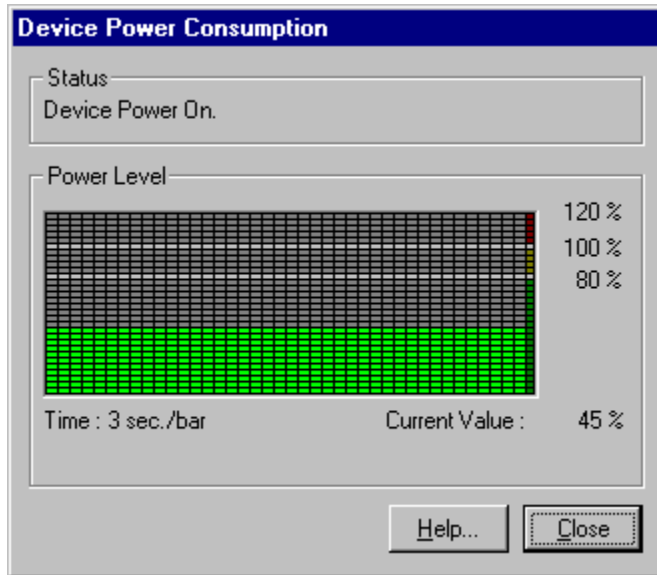 Device Power Consumption
Status
Device Power On.
Power Level
120 %
100 %
80 %
Time : 3 sec./bar Current Value : 45 %
Help... Close